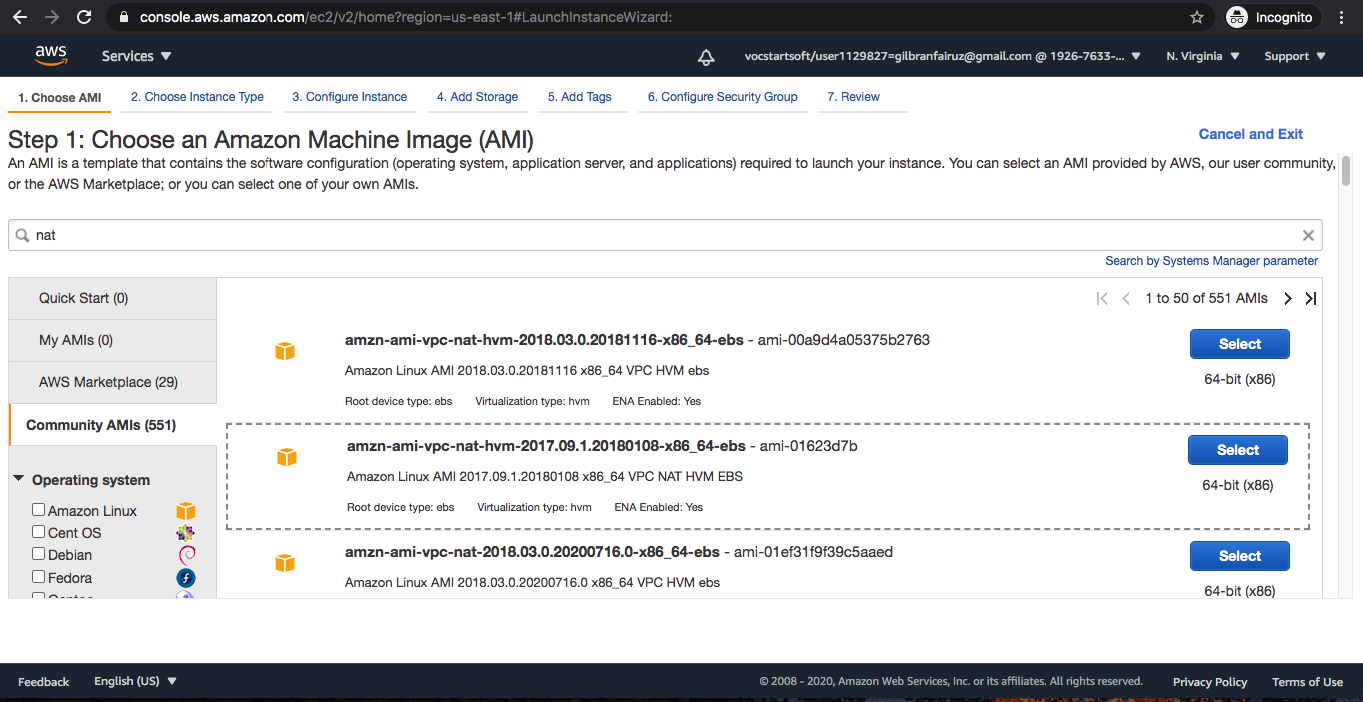 console.aws.amazon.com/ec2/v2/home?region=us-east-1#LaunchInstanceWizard:
Incognito
aws
Services
vocstartsoft/user1129827=gilbranfairuz@gmail.com @ 1926-7633-...
N. Virginia
Support
1. Choose AMI
2. Choose Instance Type
3. Configure Instance
4. Add Storage
5. Add Tags
6. Configure Security Group
7. Review
Step 1: Choose an Amazon Machine Image (AMI)
Cancel and Exit
An AMI is a template that contains the software configuration (operating system, application server, and applications) required to launch your instance. You can select an AMI provided by AWS, our user community,
or the AWS Marketplace; or you can select one of your own AMIs.
nat
Search by Systems Manager parameter
Quick Start (0)
My AMIs (0)
AWS Marketplace (29)
Community AMIs (551)
Operating system
Amazon Linux
Cent OS
Debian
Fedora
1 to 50 of 551 AMIs
amzn-ami-vpc-nat-hvm-2018.03.0.20181116-x86_64-ebs - ami-00a9d4a05375b2763
Select
Amazon Linux AMI 2018.03.0.20181116 x86_64 VPC HVM ebs
64-bit (x86)
Root device type: ebs Virtualization type: hvm ENA Enabled: Yes
amzn-ami-vpc-nat-hvm-2017.09.1.20180108-x86_64-ebs - ami-01623d7b
Select
Amazon Linux AMI 2017.09.1.20180108 x86_64 VPC NAT HVM EBS
64-bit (x86)
Root device type: ebs Virtualization type: hvm ENA Enabled: Yes
amzn-ami-vpc-nat-2018.03.0.20200716.0-x86_64-ebs - ami-01ef31f9f39c5aaed
Select
Amazon Linux AMI 2018.03.0.20200716.0 x86_64 VPC HVM ebs
64-bit (x86)
Feedback
English (US)
© 2008 - 2020, Amazon Web Services, Inc. or its affiliates. All rights reserved.
Privacy Policy
Terms of Use